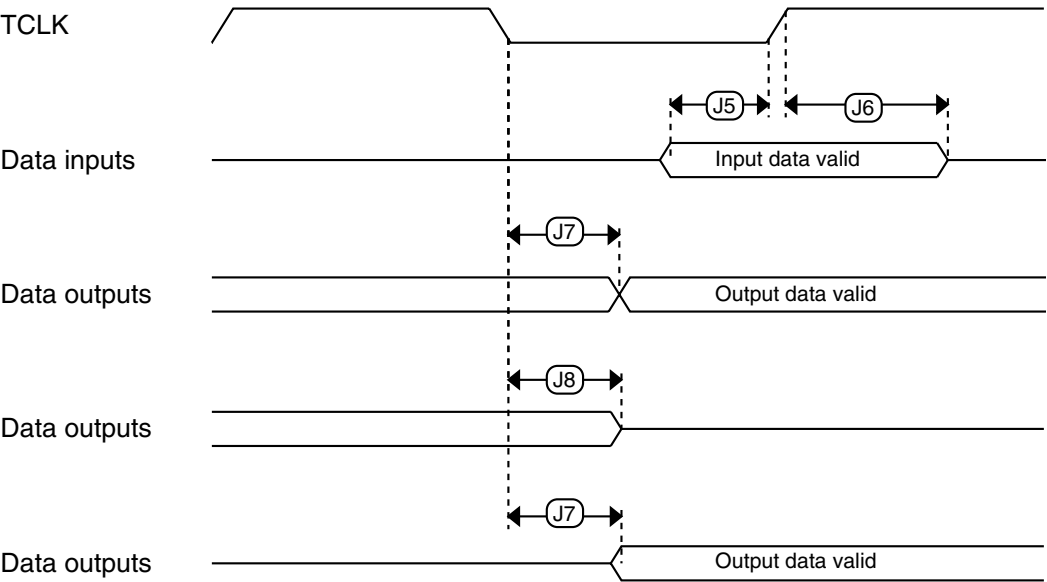 TCLK
J5
J6
Data inputs
Input data valid
J7
Data outputs
Output data valid
J8
Data outputs
J7
Data outputs
Output data valid